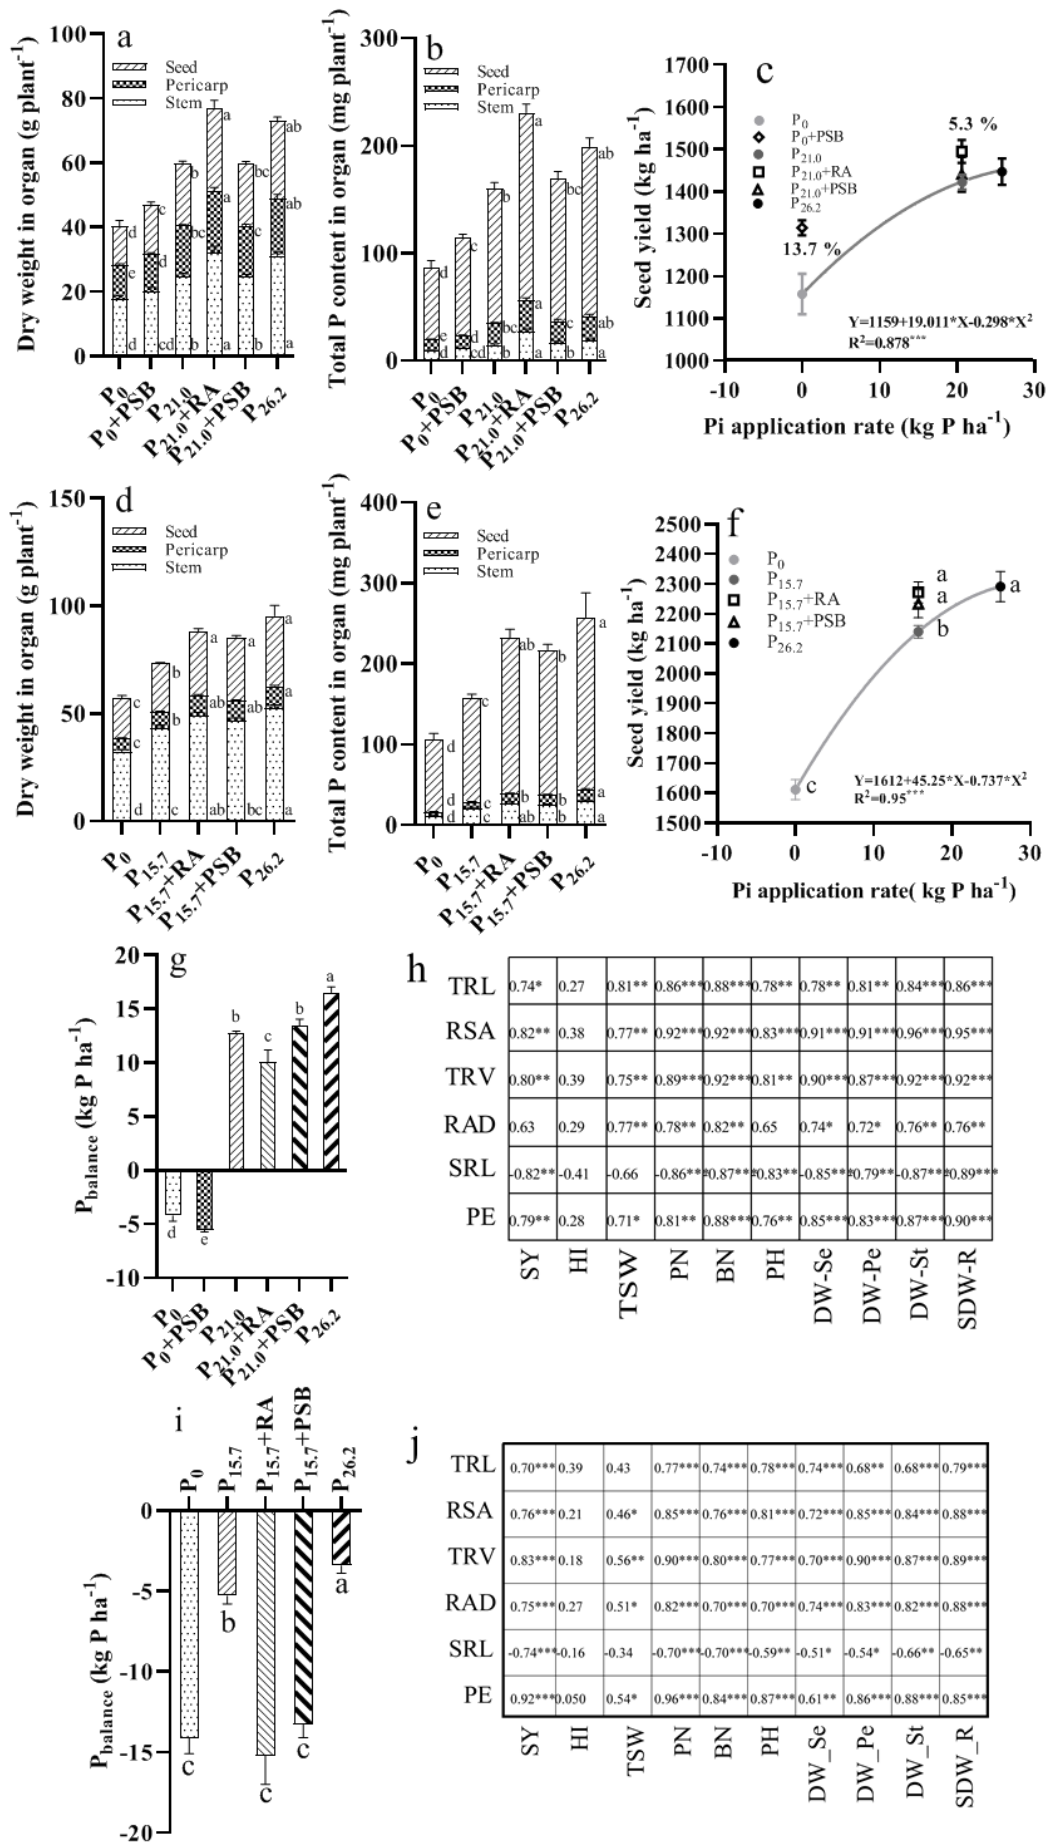 a
Dry weight in organ (g plant⁻¹)
100
80
60
40
20
0
Seed
Pericarp
Stem
d
e
d
c
d
cd
b
bc
b
a
a
a
bc
c
b
ab
ab
a
P₀
P₀+PSB
P₂₁.₀
P₂₁.₀+RA
P₂₁.₀+PSB
P₂₆.₂
b
Total P content in organ (mg plant⁻¹)
300
200
100
0
Seed
Pericarp
Stem
d
e
d
c
d
cd
b
bc
b
a
a
a
bc
c
b
ab
ab
a
P₀
P₀+PSB
P₂₁.₀
P₂₁.₀+RA
P₂₁.₀+PSB
P₂₆.₂
c
Seed yield (kg ha⁻¹)
1700
1600
1500
1400
1300
1200
1100
1000
P₀
P₀+PSB
P₂₁.₀
P₂₁.₀+RA
P₂₁.₀+PSB
P₂₆.₂
5.3 %
13.7 %
Y=1159+19.011*X-0.298*X²
R²=0.878***
-10 0 10 20 30
Pi application rate (kg P ha⁻¹)
d
Dry weight in organ (g plant⁻¹)
150
100
50
0
Seed
Pericarp
Stem
c
c
d
b
b
c
a
ab
ab
a
ab
bc
a
a
a
P₀
P₁₅.₇
P₁₅.₇+RA
P₁₅.₇+PSB
P₂₆.₂
e
Total P content in organ (mg plant⁻¹)
400
300
200
100
0
Seed
Pericarp
Stem
d
d
d
c
c
c
ab
ab
ab
b
b
b
a
a
a
P₀
P₁₅.₇
P₁₅.₇+RA
P₁₅.₇+PSB
P₂₆.₂
f
Seed yield (kg ha⁻¹)
2500
2400
2300
2200
2100
2000
1900
1800
1700
1600
1500
P₀
P₁₅.₇
P₁₅.₇+RA
P₁₅.₇+PSB
P₂₆.₂
a
a
b
a
c
Y=1612+45.25*X-0.737*X²
R²=0.95***
-10 0 10 20 30
Pi application rate( kg P ha⁻¹)
g
P_balance (kg P ha⁻¹)
20
15
10
5
0
-5
-10
d
e
b
c
b
a
P₀
P₀+PSB
P₂₁.₀
P₂₁.₀+RA
P₂₁.₀+PSB
P₂₆.₂
h
TRL 0.74* 0.27 0.81** 0.86*** 0.88*** 0.78** 0.78** 0.81** 0.84*** 0.86***
RSA 0.82** 0.38 0.77** 0.92*** 0.92*** 0.83*** 0.91*** 0.91*** 0.96*** 0.95***
TRV 0.80** 0.39 0.75** 0.89*** 0.92*** 0.81** 0.90*** 0.87*** 0.92*** 0.92***
RAD 0.63 0.29 0.77** 0.78** 0.82** 0.65 0.74* 0.72* 0.76** 0.76**
SRL -0.82** -0.41 -0.66 -0.86*** -0.87*** -0.83** -0.85*** -0.79** -0.87*** -0.89***
PE 0.79** 0.28 0.71* 0.81** 0.88*** 0.76** 0.85*** 0.83*** 0.87*** 0.90***
SY HI TSW PN BN PH DW-Se DW-Pe DW-St SDW-R
i
P₀
P₁₅.₇
P₁₅.₇+RA
P₁₅.₇+PSB
P₂₆.₂
P_balance (kg P ha⁻¹)
0
-5
-10
-15
-20
c
b
c
c
a
j
TRL 0.70*** 0.39 0.43 0.77*** 0.74*** 0.78*** 0.74*** 0.68** 0.68*** 0.79***
RSA 0.76*** 0.21 0.46* 0.85*** 0.76*** 0.81*** 0.72*** 0.85*** 0.84*** 0.88***
TRV 0.83*** 0.18 0.56** 0.90*** 0.80*** 0.77*** 0.70*** 0.90*** 0.87*** 0.89***
RAD 0.75*** 0.27 0.51* 0.82*** 0.70*** 0.70*** 0.74*** 0.83*** 0.82*** 0.88***
SRL -0.74*** -0.16 -0.34 -0.70*** -0.70*** -0.59** -0.51* -0.54* -0.66** -0.65**
PE 0.92*** 0.050 0.54* 0.96*** 0.84*** 0.87*** 0.61** 0.86*** 0.88*** 0.85***
SY HI TSW PN BN PH DW_Se DW_Pe DW_St SDW_R